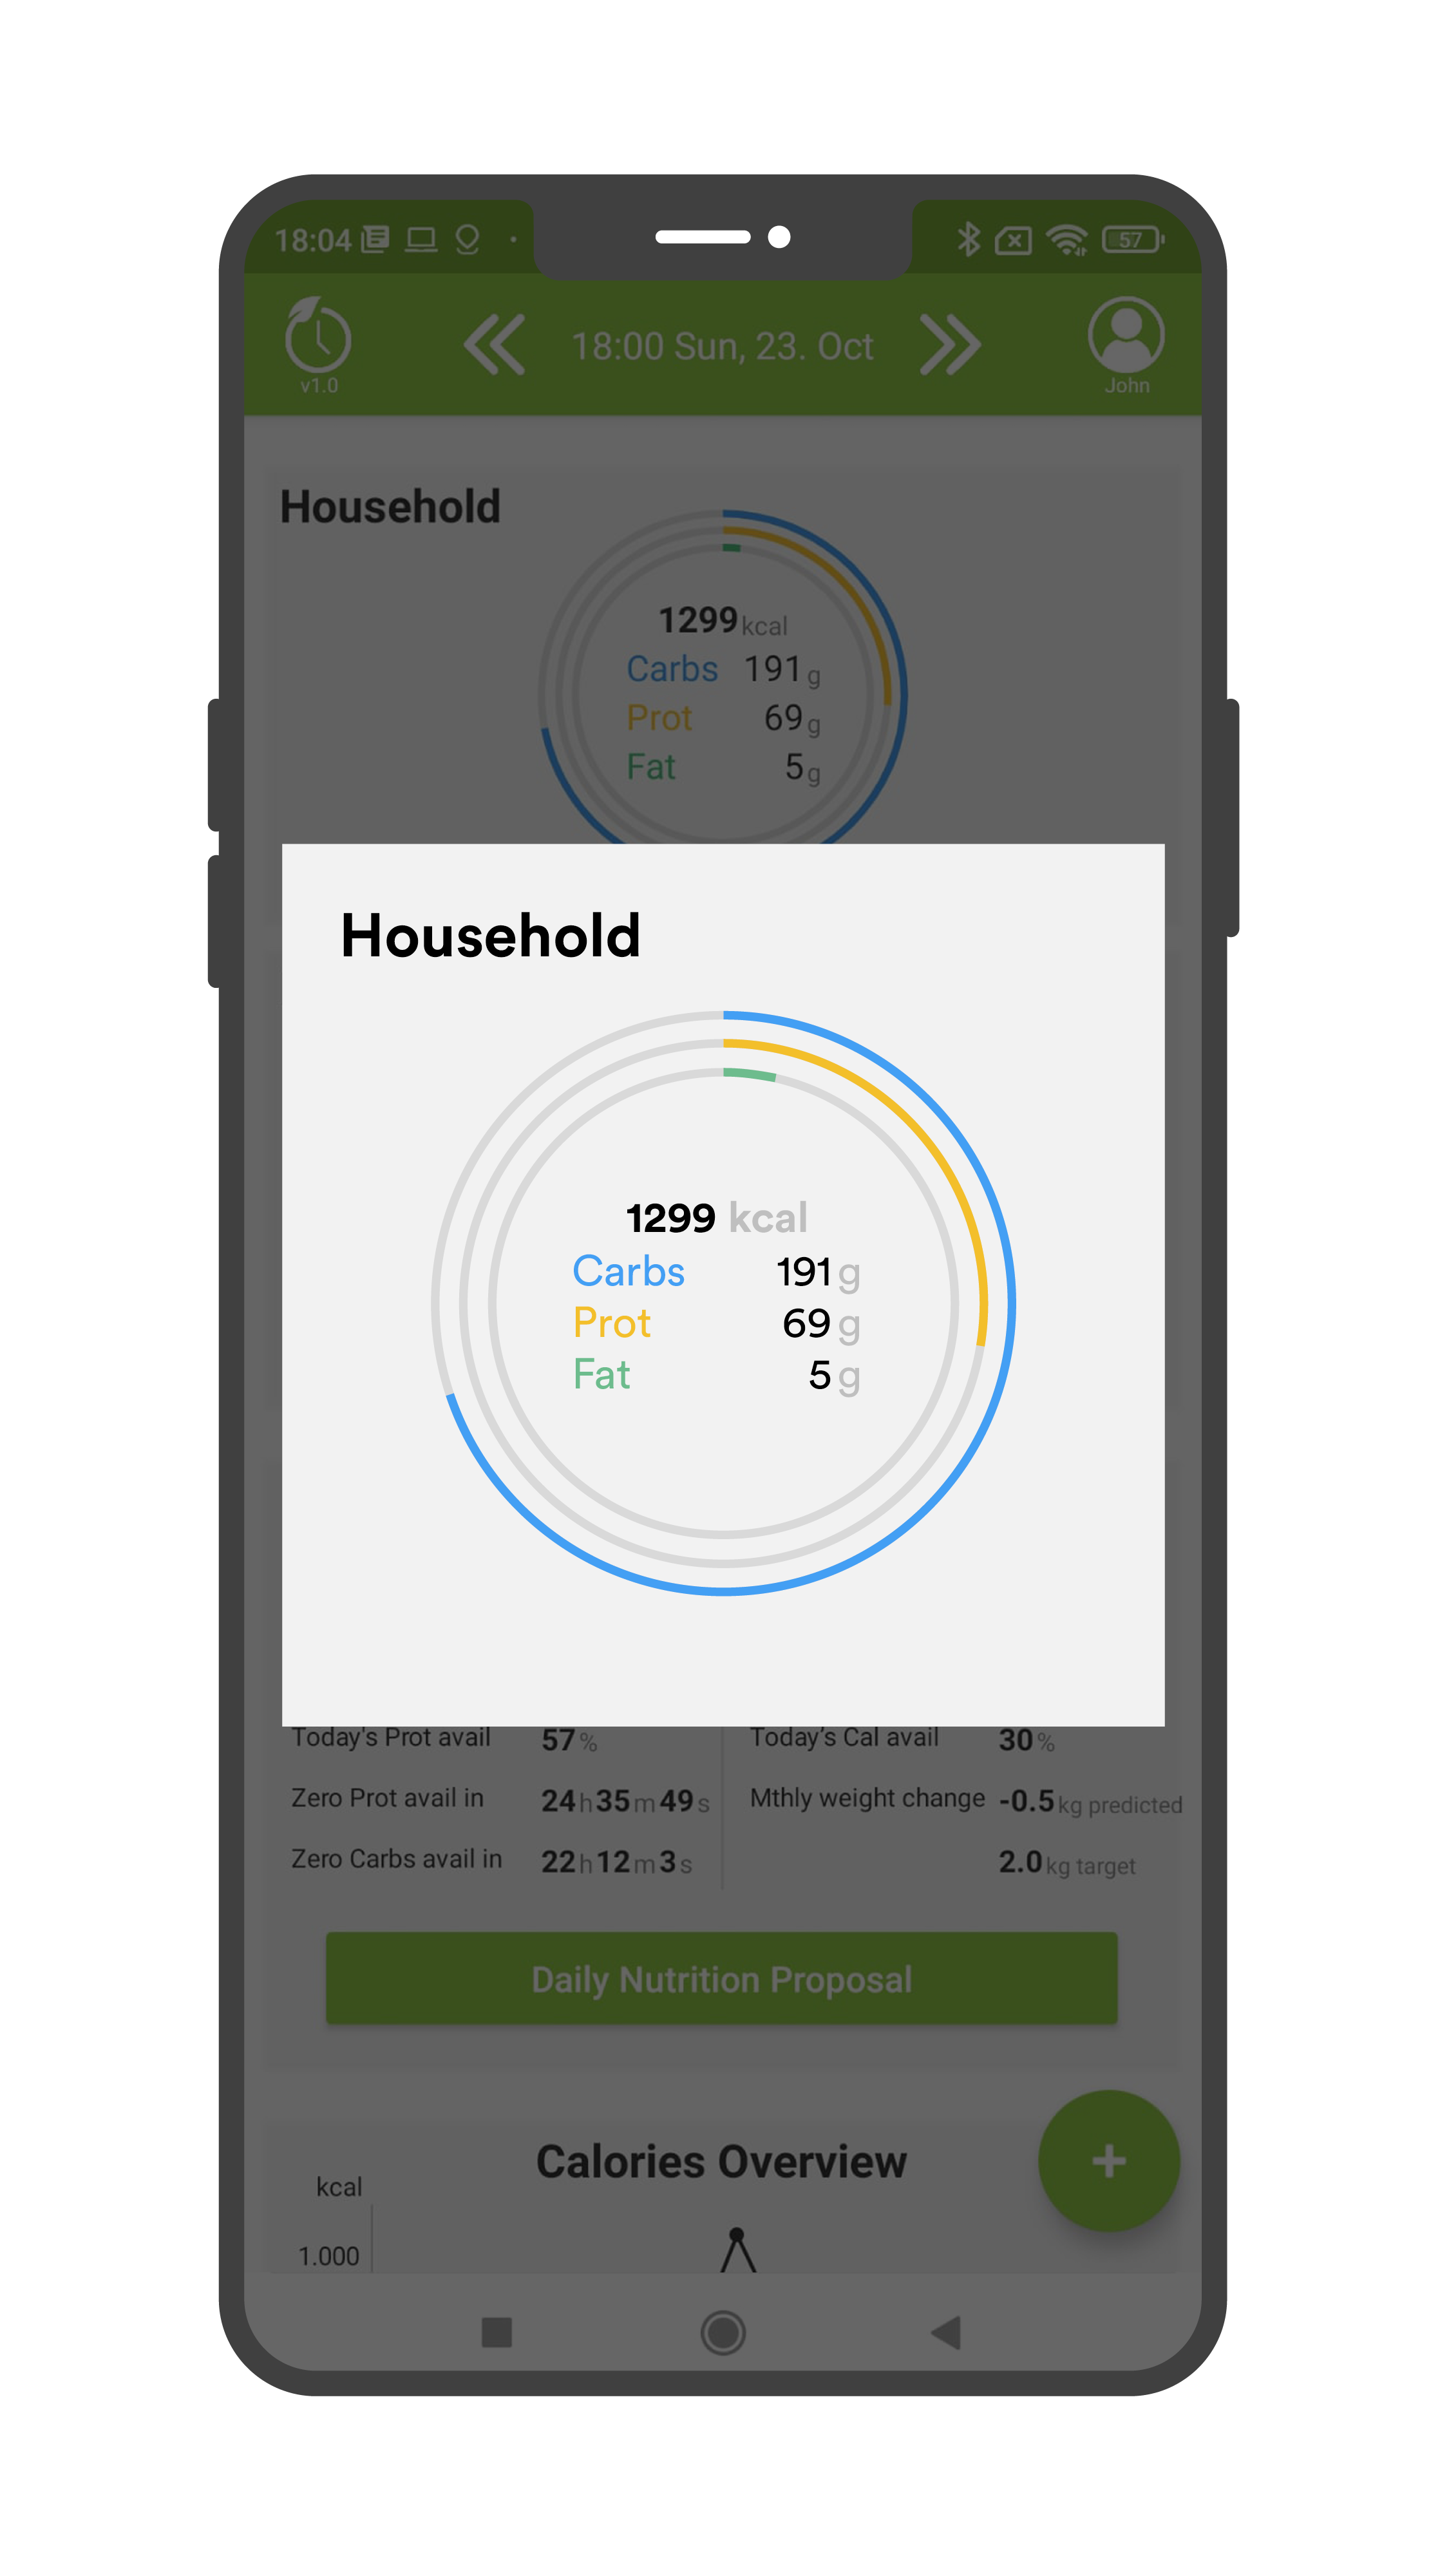 18:04
57
18:00 Sun, 23. Oct
v1.0
John
Household
1299 kcal
Carbs 191 g
Prot 69 g
Fat 5 g
Household
1299 kcal
Carbs 191 g
Prot 69 g
Fat 5 g
Today's Prot avail 57 % Today's Cal avail 30 %
Zero Prot avail in 24 h 35 m 49 s Mthly weight change -0.5 kg predicted
Zero Carbs avail in 22 h 12 m 3 s 2.0 kg target
Daily Nutrition Proposal
Calories Overview
+
kcal
1.000